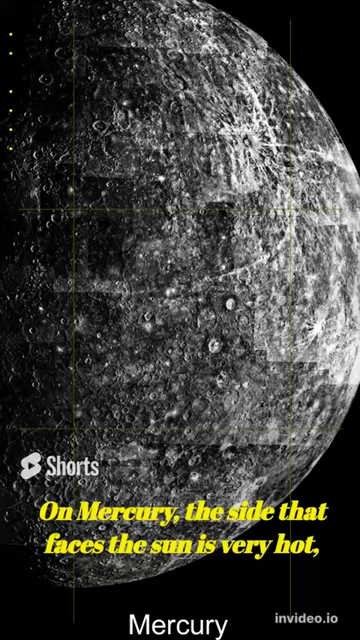 Shorts
On Mercury, the side that
faces the sun is very hot,
Mercury
invideo.io